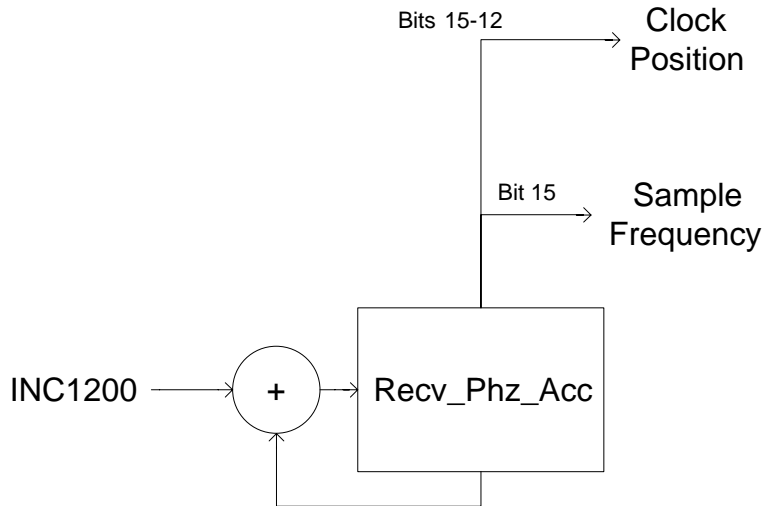 Bits 15-12
Clock
Position
Bit 15
Sample
Frequency
INC1200
+
Recv_Phz_Acc